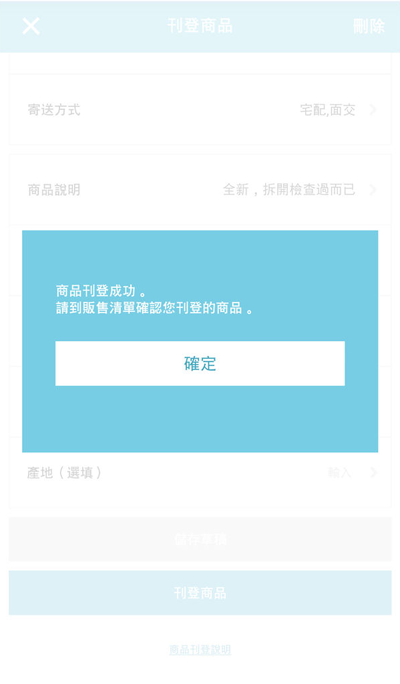 刊登商品
刪除
寄送方式
宅配,面交
商品說明
全新，拆開檢查過而已
商品刊登成功。
請到販售清單確認您刊登的商品。
確定
產地（選填）
輸入
儲存草稿
刊登商品
商品刊登說明